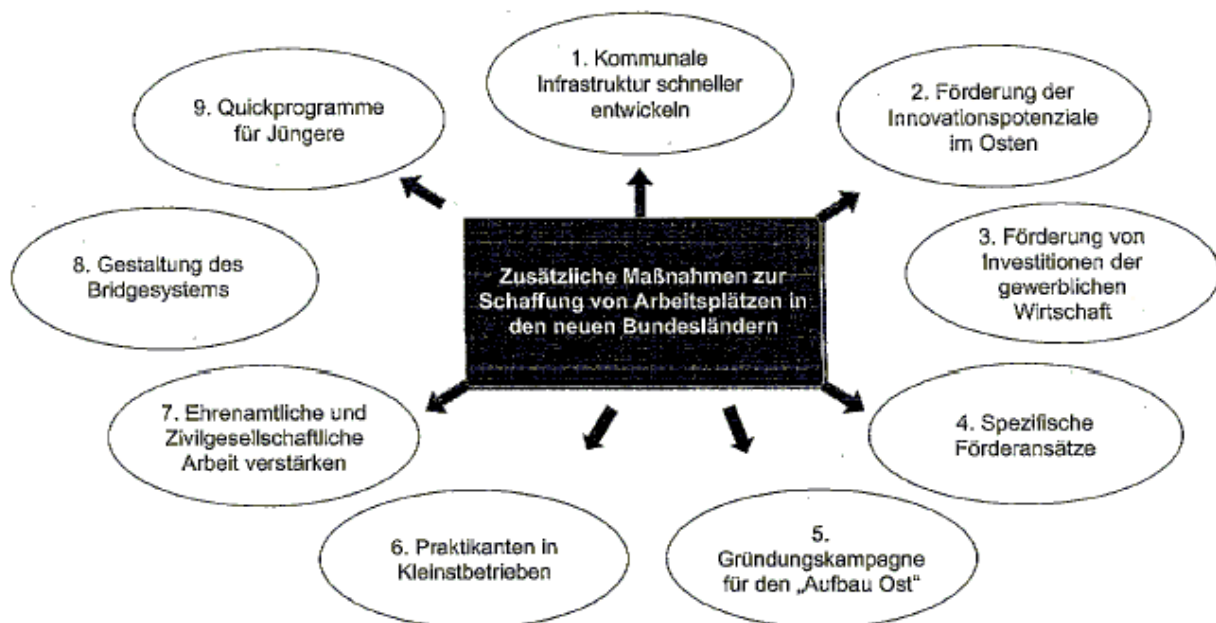 1. Kommunale
Infrastruktur schneller
entwickeln
2. Förderung der
Innovationspotenziale
im Osten
3. Förderung von
Investitionen der
gewerblichen
Wirtschaft
4. Spezifische
Förderansätze
5.
Gründungskampagne
für den „Aufbau Ost“
6. Praktikanten in
Kleinstbetrieben
7. Ehrenamtliche und
Zivilgesellschaftliche
Arbeit verstärken
8. Gestaltung des
Bridgesystems
9. Quickprogramme
für Jüngere
Zusätzliche Maßnahmen zur
Schaffung von Arbeitsplätzen in
den neuen Bundesländern